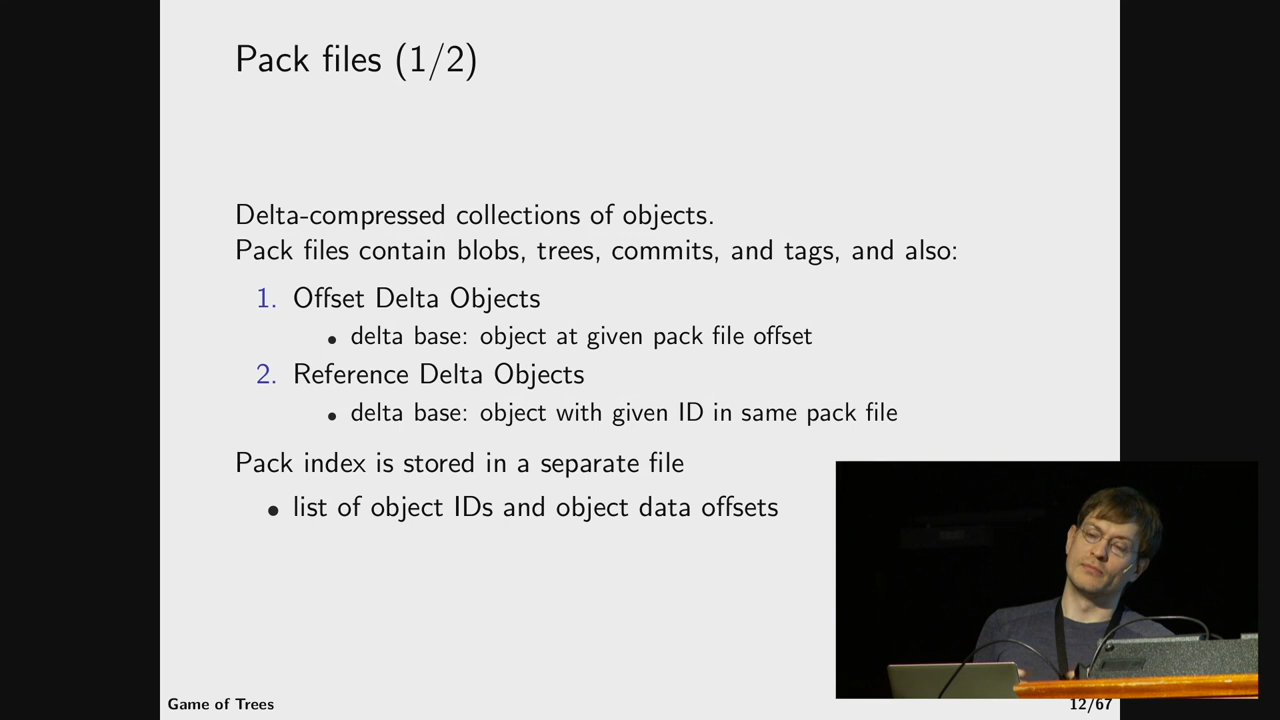 Pack files (1/2)
Delta-compressed collections of objects.
Pack files contain blobs, trees, commits, and tags, and also:
1. Offset Delta Objects
• delta base: object at given pack file offset
2. Reference Delta Objects
• delta base: object with given ID in same pack file
Pack index is stored in a separate file
• list of object IDs and object data offsets
Game of Trees
12/67